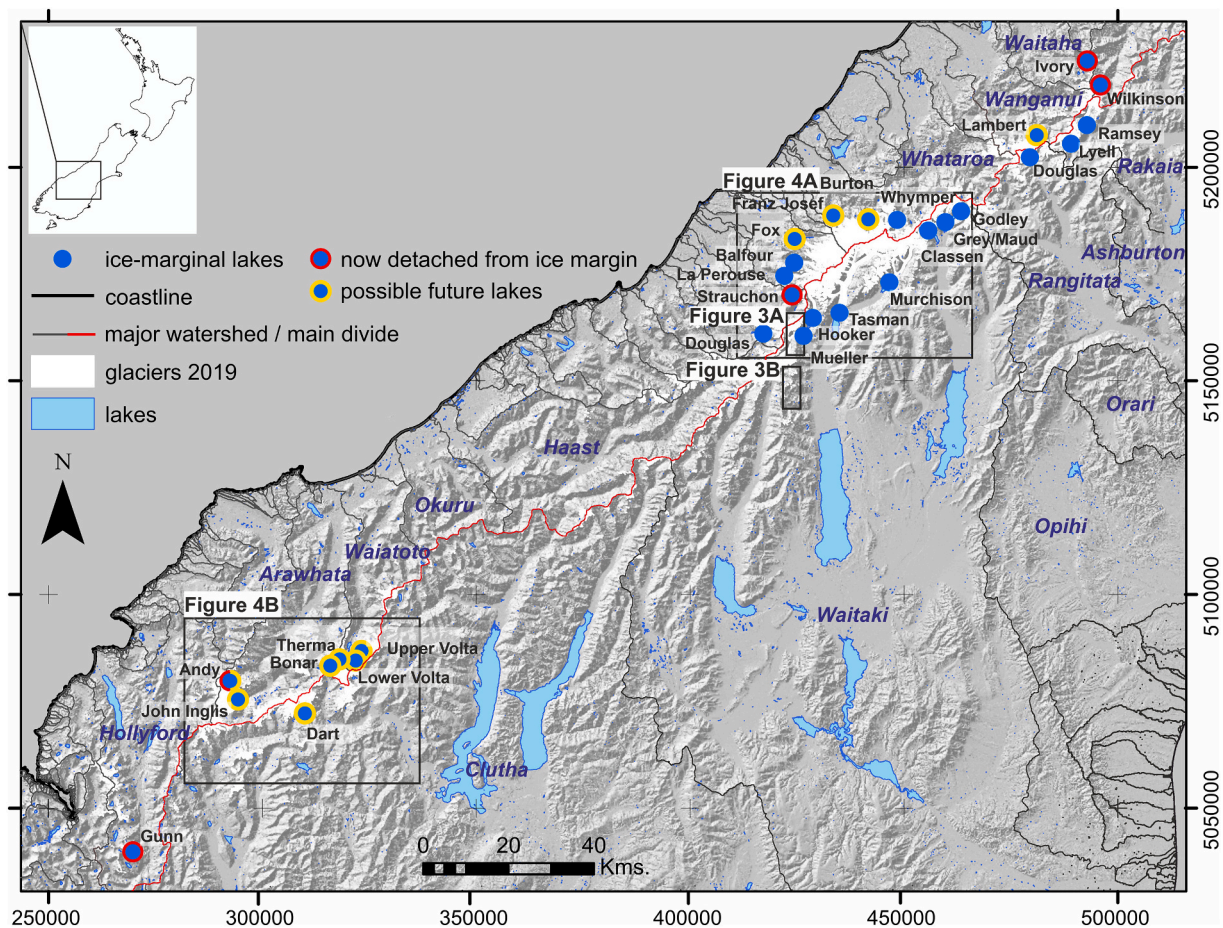 Waitaha
Ivory
Wilkinson
Wanganui
Lambert
Ramsey
Lyell
Whataroa
Douglas
Rakaia
5200000
Figure 4A
Burton
Franz Josef
Whymper
Godley
Fox
Grey/Maud
Balfour
Classen
Ashburton
La Perouse
Rangitata
Strauchon
Murchison
Figure 3A
Tasman
Douglas
Hooker
Mueller
Figure 3B
5150000
Orari
ice-marginal lakes
now detached from ice margin
coastline
possible future lakes
major watershed / main divide
glaciers 2019
lakes
N
Haast
Okuru
Opihi
Waiatoto
Arawhata
5100000
Figure 4B
Waitaki
Therma
Upper Volta
Bonar
Andy
Lower Volta
John Inglis
Hollyford
Dart
Clutha
5050000
Gunn
0 20 40
Kms.
250000 300000 350000 400000 450000 500000